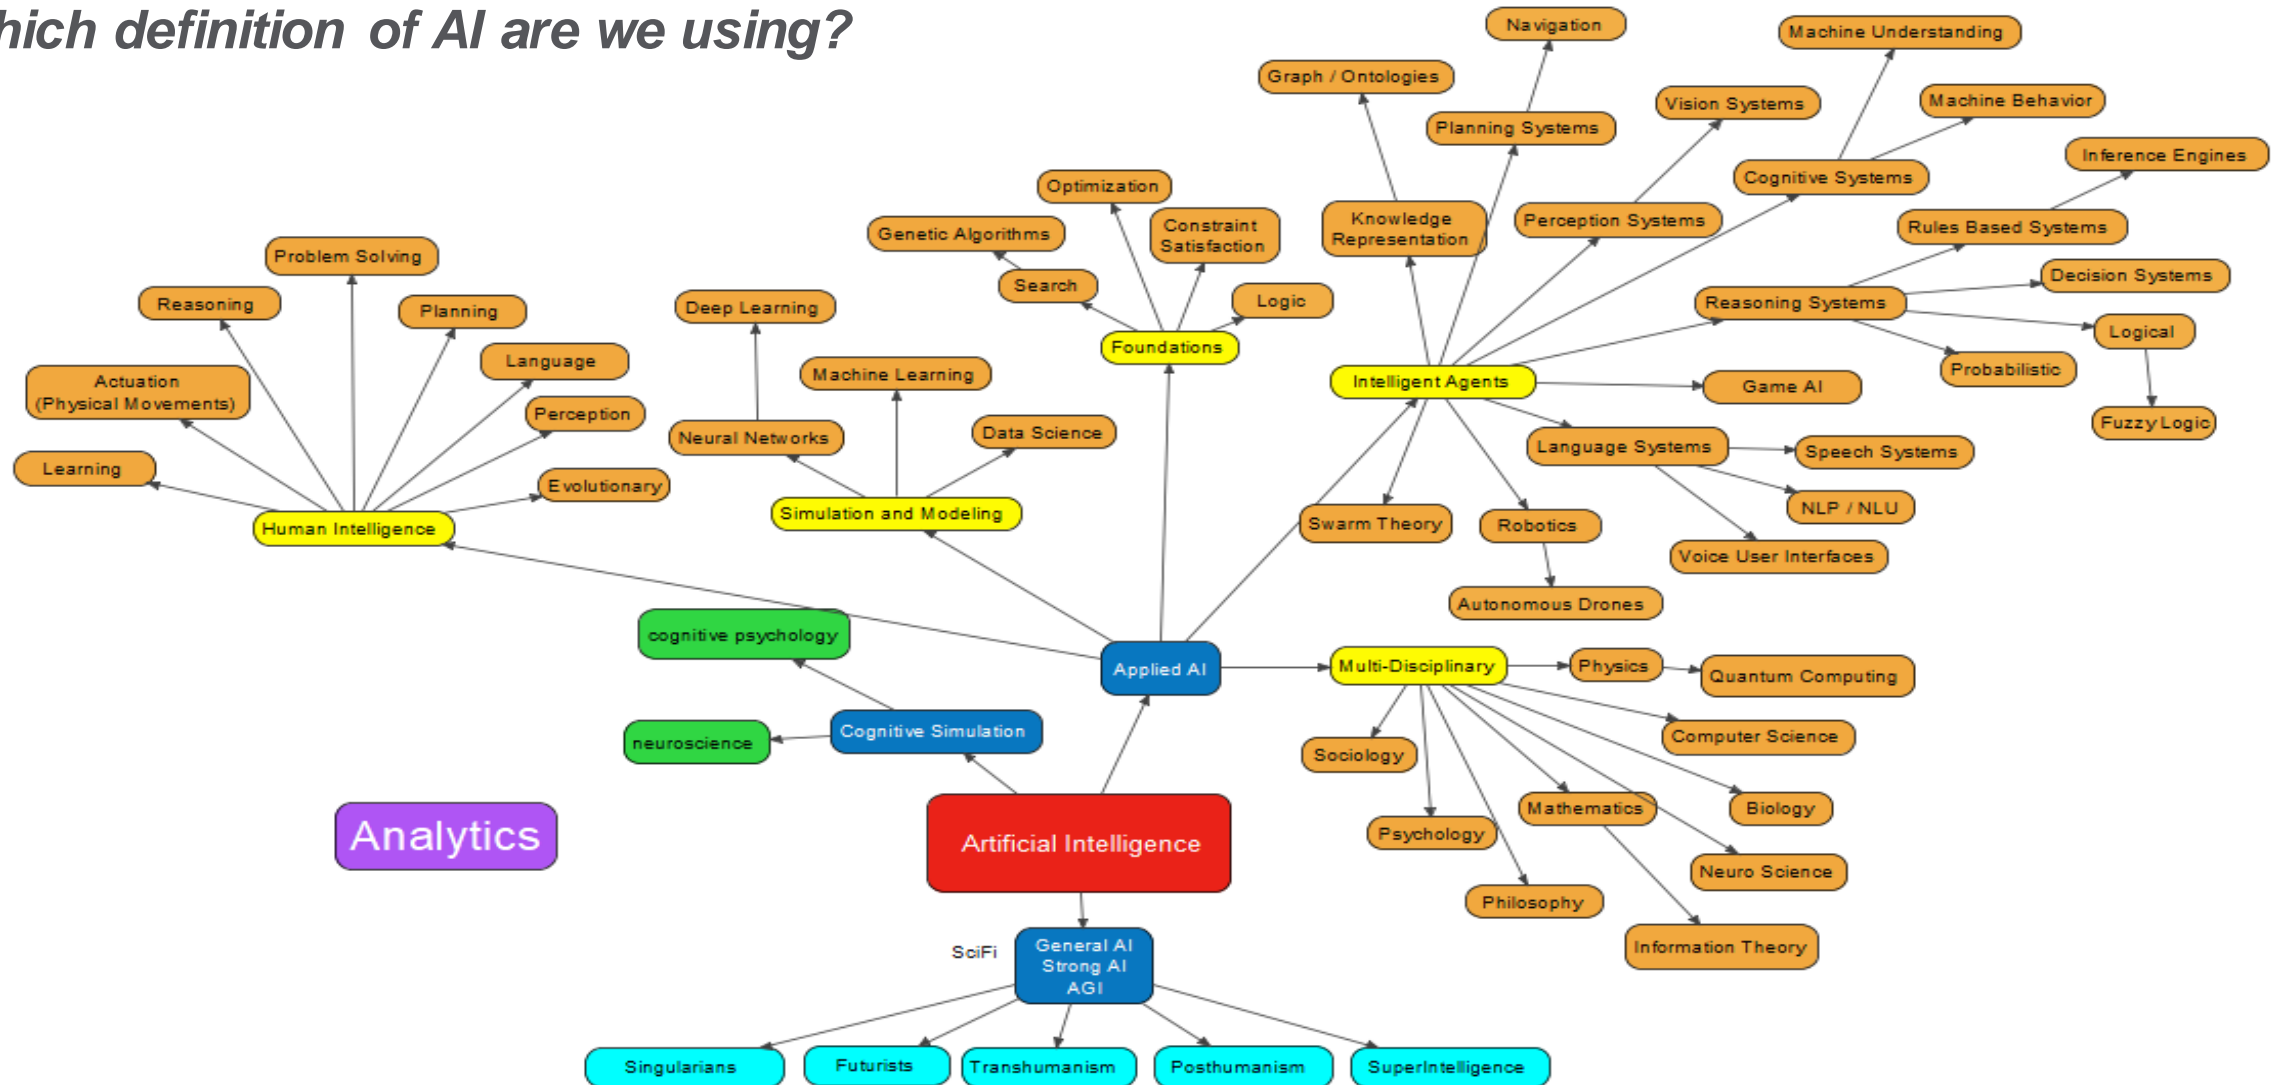 hich definition of AI are we using?
Navigation
Machine Understanding
Graph / Ontologies
Vision Systems
Machine Behavior
Planning Systems
Inference Engines
Optimization
Cognitive Systems
Knowledge
Representation
Perception Systems
Constraint
Satisfaction
Genetic Algorithms
Rules Based Systems
Problem Solving
Search
Decision Systems
Reasoning
Planning
Deep Learning
Logic
Reasoning Systems
Logical
Foundations
Language
Machine Learning
Intelligent Agents
Probabilistic
Actuation
(Physical Movements)
Game AI
Perception
Neural Networks
Data Science
Fuzzy Logic
Language Systems
Speech Systems
Learning
Evolutionary
NLP / NLU
Human Intelligence
Simulation and Modeling
Swarm Theory
Robotics
Voice User Interfaces
Autonomous Drones
cognitive psychology
Applied AI
Multi-Disciplinary
Physics
Quantum Computing
Cognitive Simulation
neuroscience
Computer Science
Sociology
Analytics
Artificial Intelligence
Mathematics
Biology
Psychology
Neuro Science
Philosophy
Information Theory
SciFi
General AI
Strong AI
AGI
Singularians
Futurists
Transhumanism
Posthumanism
SuperIntelligence